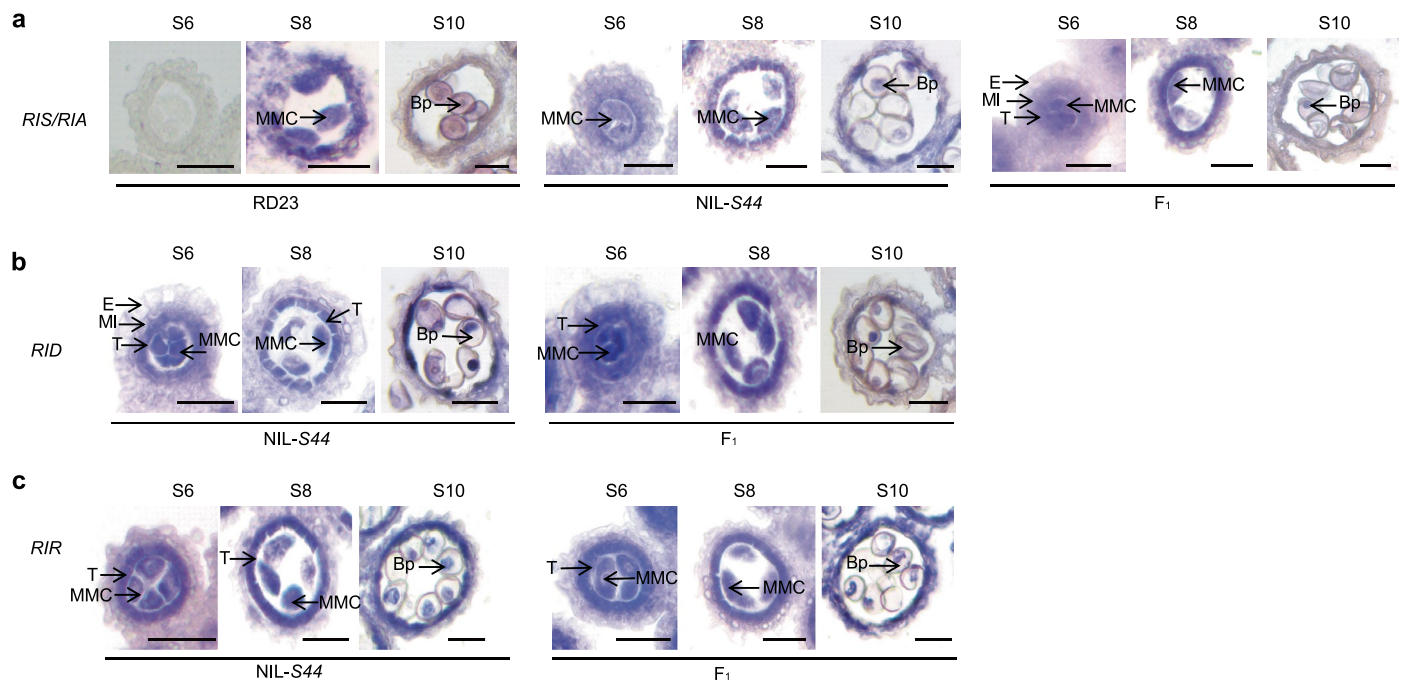 a
S6 S8 S10 S6 S8 S10 S6 S8 S10
RIS/RIA
MMC Bp MMC MMC Bp E MI T MMC MMC Bp
RD23 NIL-S44 F₁
b
S6 S8 S10 S6 S8 S10
RID
E MI T MMC T MMC Bp T MMC MMC Bp
NIL-S44 F₁
c
S6 S8 S10 S6 S8 S10
RIR
T MMC T MMC Bp T MMC MMC Bp
NIL-S44 F₁